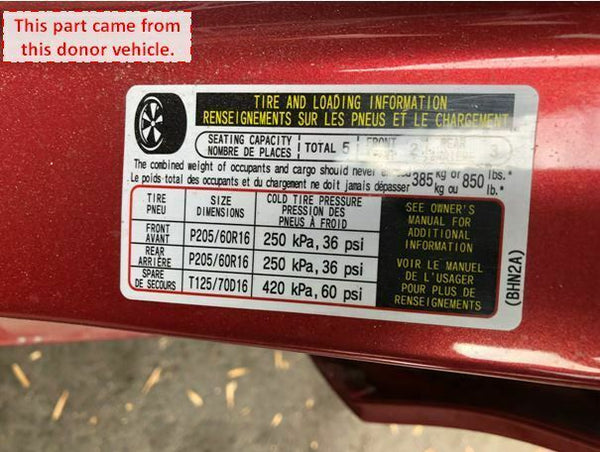 This part came from
this donor vehicle.
TIRE AND LOADING INFORMATION
RENSEIGNEMENTS SUR LES PNEUS ET LE CHARGEMENT
SEATING CAPACITY
NOMBRE DE PLACES
TOTAL 5
FRONT
2
REAR
3
The combined weight of occupants and cargo should never 385 kg or 850 lbs.
Le poids total des occupants et du chargement ne doit jamais dépasser kg ou lb.
TIRE SIZE COLD TIRE PRESSURE
PNEU DIMENSIONS PRESSION DES
PNEUS À FROID
FRONT
AVANT P205/60R16 250 kPa, 36 psi
REAR
ARRIÈRE P205/60R16 250 kPa, 36 psi
SPARE
DE SECOURS T125/70D16 420 kPa, 60 psi
SEE OWNER'S
MANUAL FOR
ADDITIONAL
INFORMATION
VOIR LE MANUEL
DE L'USAGER
POUR PLUS DE
RENSEIGNEMENTS
(BHN2A)